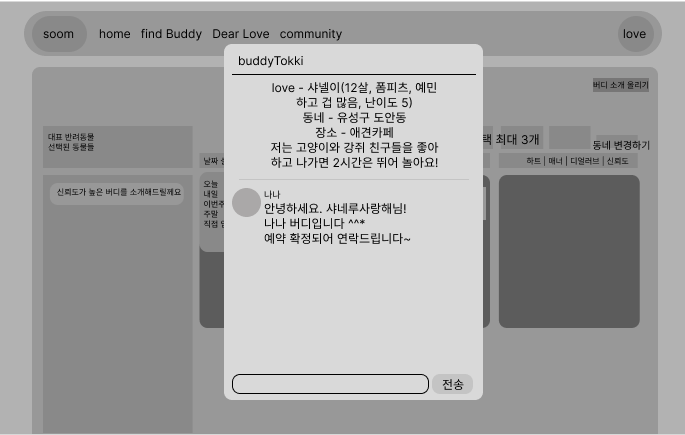 soom
home
find Buddy
Dear Love
community
love
buddyTokki
love - 샤넬이(12살, 폼피츠, 예민
하고 겁 많음, 난이도 5)
동네 - 유성구 도안동
장소 - 애견카페
저는 고양이와 강쥐 친구들을 좋아
하고 나가면 2시간은 뛰어 놀아요!
나나
안녕하세요. 샤네루사랑해님!
나나 버디입니다 ^^*
예약 확정되어 연락드립니다~
전송
버디 소개 올리기
대표 반려동물
선택된 동물들
택 최대 3개
동네 변경하기
날짜
하트 | 매너 | 디얼러브 | 신뢰도
신뢰도가 높은 버디를 소개해드릴께요
오늘
내일
이번주
주말
직접